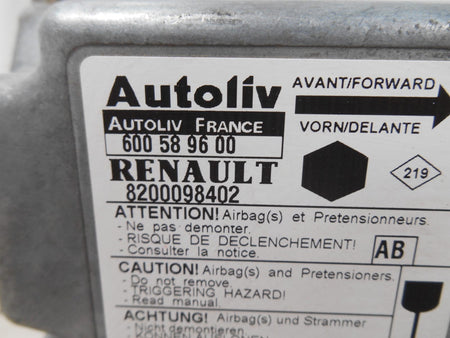 Autoliv
AVANT/FORWARD
AUTOLIV FRANCE
VORN/DELANTE
600 58 96 00
RENAULT
219
8200098402
ATTENTION! Airbag(s) et Pretensionneurs.
- Ne pas demonter.
- RISQUE DE DECLENCHEMENT!
- Consulter la notice.
AB
CAUTION! Airbag(s) and Pretensioners.
- Do not remove.
- TRIGGERING HAZARD!
- Read manual.
ACHTUNG! Airbag(s) und Strammer
- Nicht demontieren.